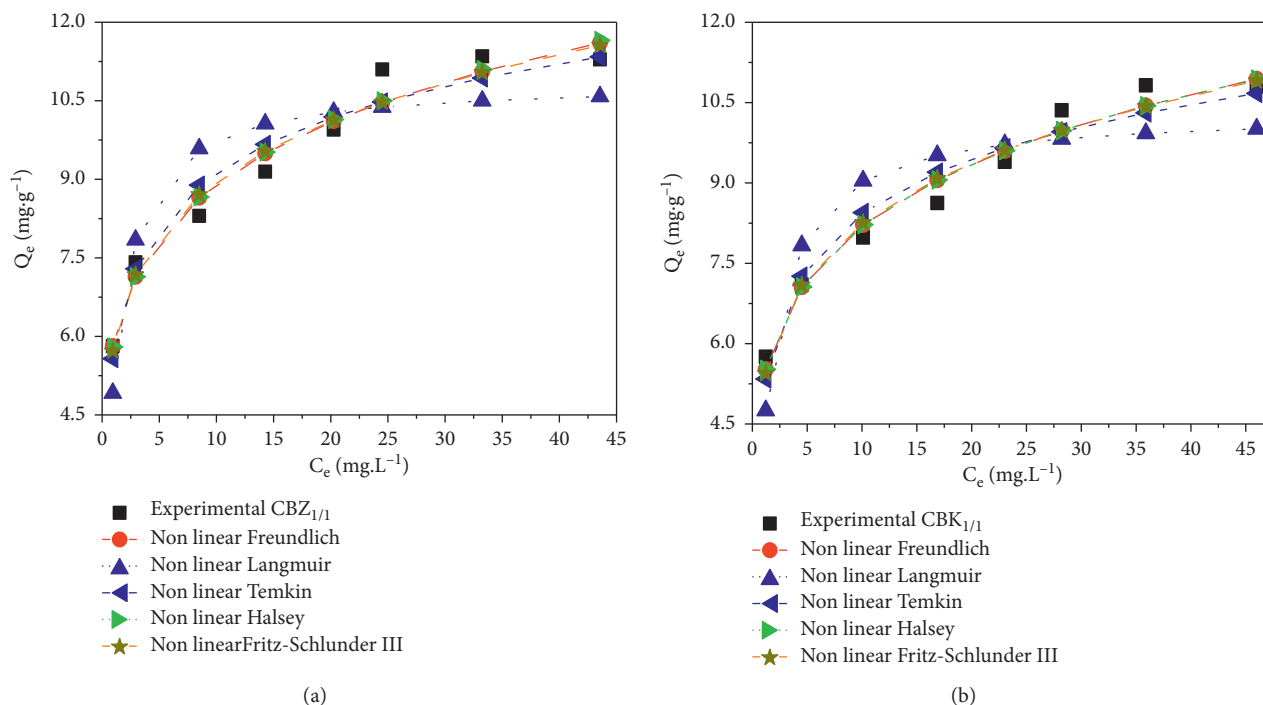 12.0
10.5
9.0
7.5
6.0
4.5
Qe (mg·g−1)
0 5 10 15 20 25 30 35 40 45
Ce (mg.L−1)
Experimental CBZ1/1
Non linear Freundlich
Non linear Langmuir
Non linear Temkin
Non linear Halsey
Non linearFritz-Schlunder III
(a)
12.0
10.5
9.0
7.5
6.0
4.5
Qe (mg·g−1)
0 5 10 15 20 25 30 35 40 45
Ce (mg.L−1)
Experimental CBK1/1
Non linear Freundlich
Non linear Langmuir
Non linear Temkin
Non linear Halsey
Non linear Fritz-Schlunder III
(b)